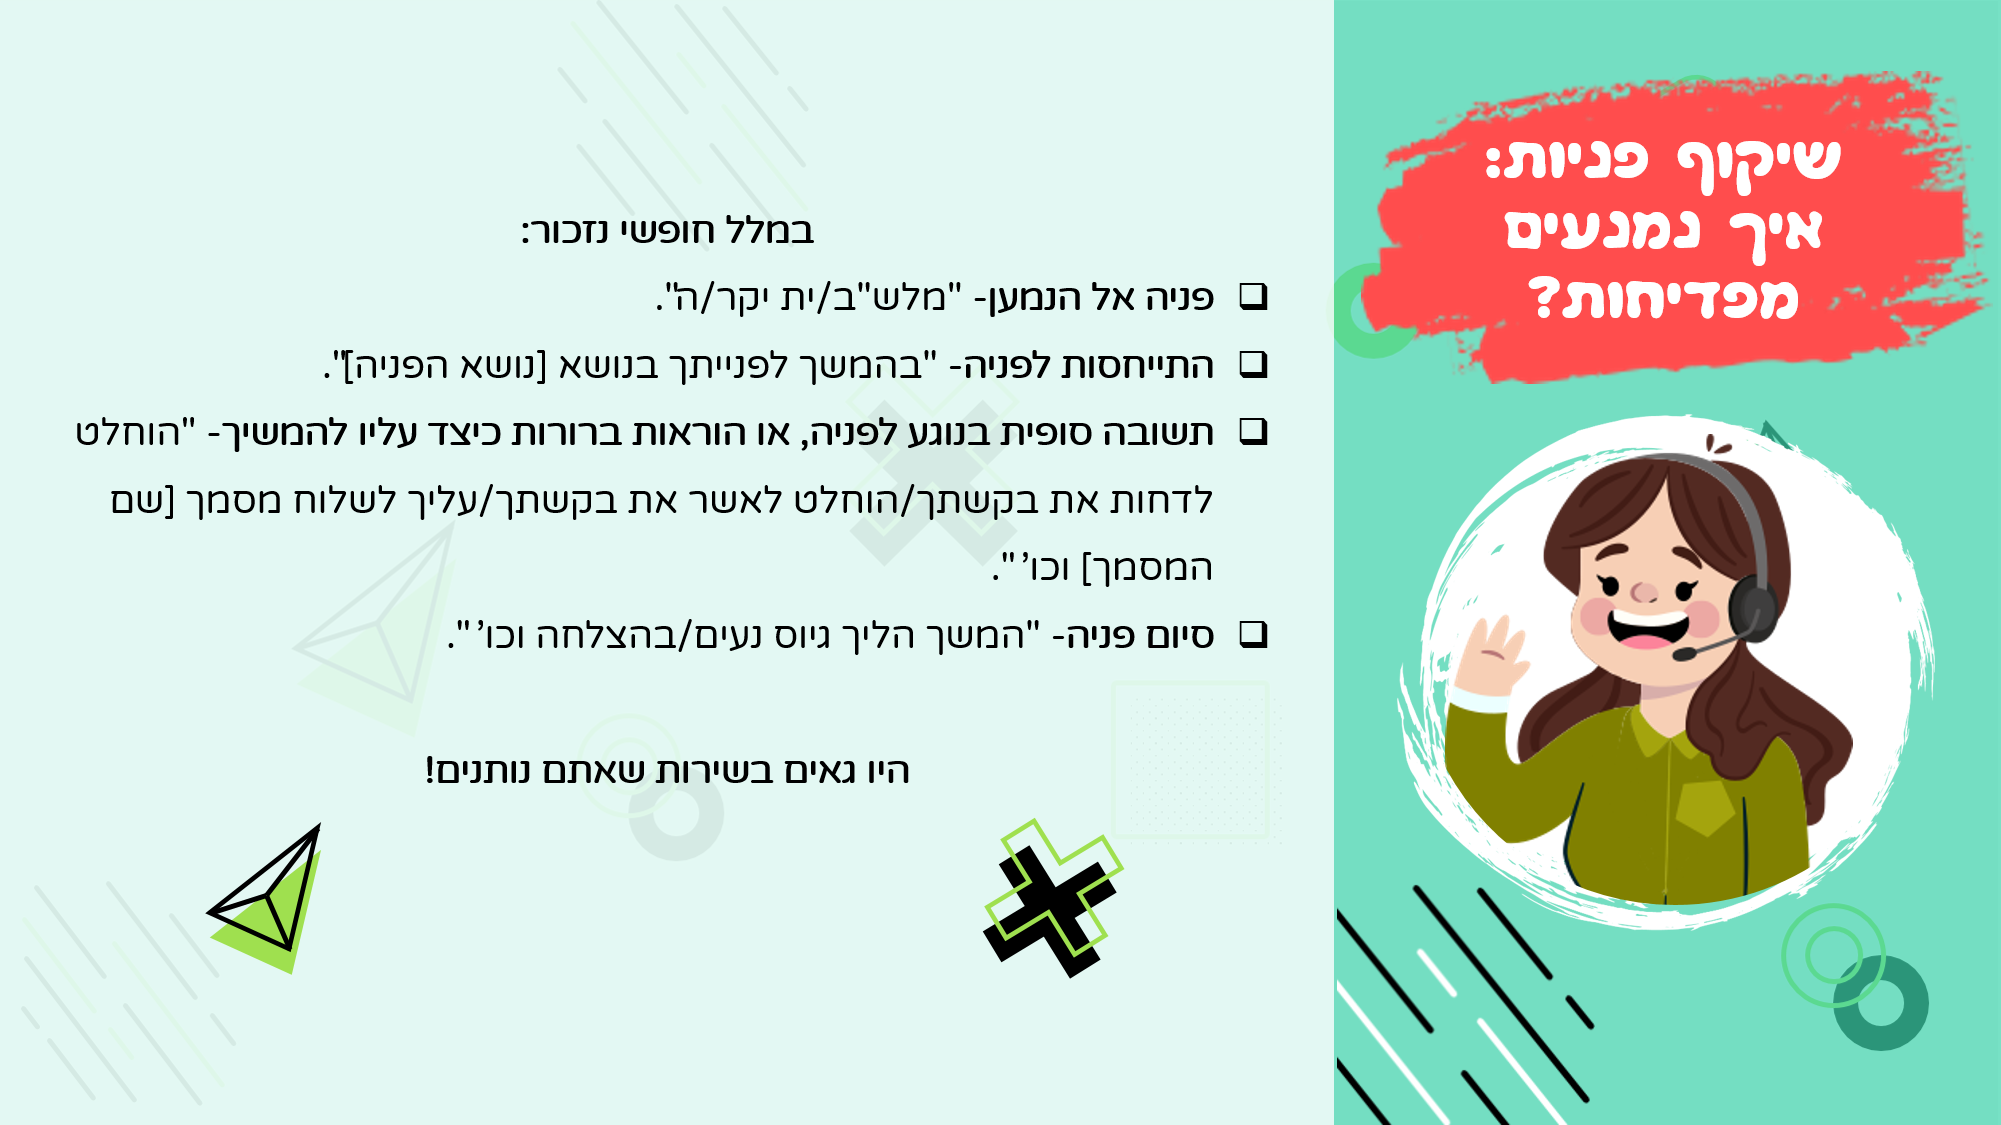 שיקוף פניות:
איך נמנעים
מפדיחות?
במלל חופשי נזכור:
❑ פניה אל הנמען- "מלש"ב/ית יקר/ה".
❑ התייחסות לפניה- "בהמשך לפנייתך בנושא [נושא הפניה]".
❑ תשובה סופית בנוגע לפניה, או הוראות ברורות כיצד עליו להמשיך- "הוחלט
לדחות את בקשתך/הוחלט לאשר את בקשתך/עליך לשלוח מסמך [שם
המסמך] וכו'".
❑ סיום פניה- "המשך הליך גיוס נעים/בהצלחה וכו'".
היו גאים בשירות שאתם נותנים!